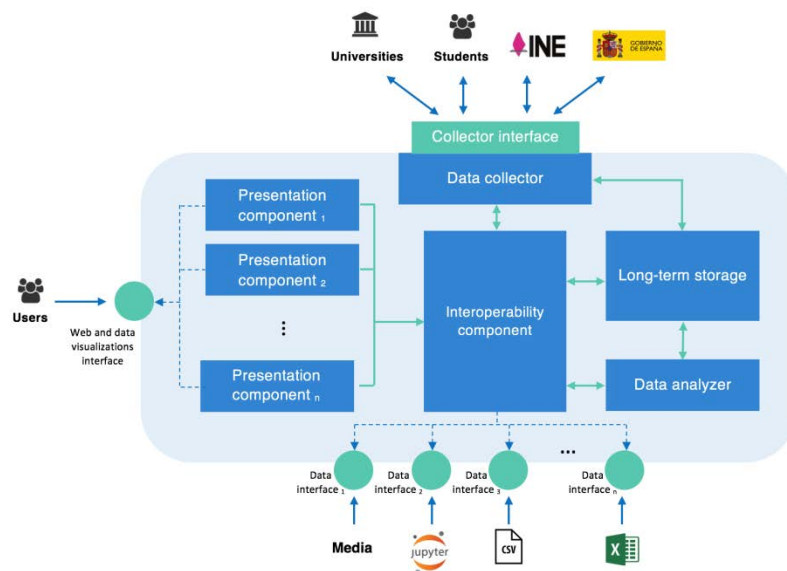 Universities
Students
INE
GOBIERNO
DE ESPAÑA
Collector interface
Data collector
Presentation
component 1
Presentation
component 2
...
Presentation
component n
Users
Web and data
visualizations
interface
Interoperability
component
Long-term storage
Data analyzer
...
Data
interface 1
Data
interface 2
Data
interface 3
Data
interface n
Media
jupyter
CSV
X